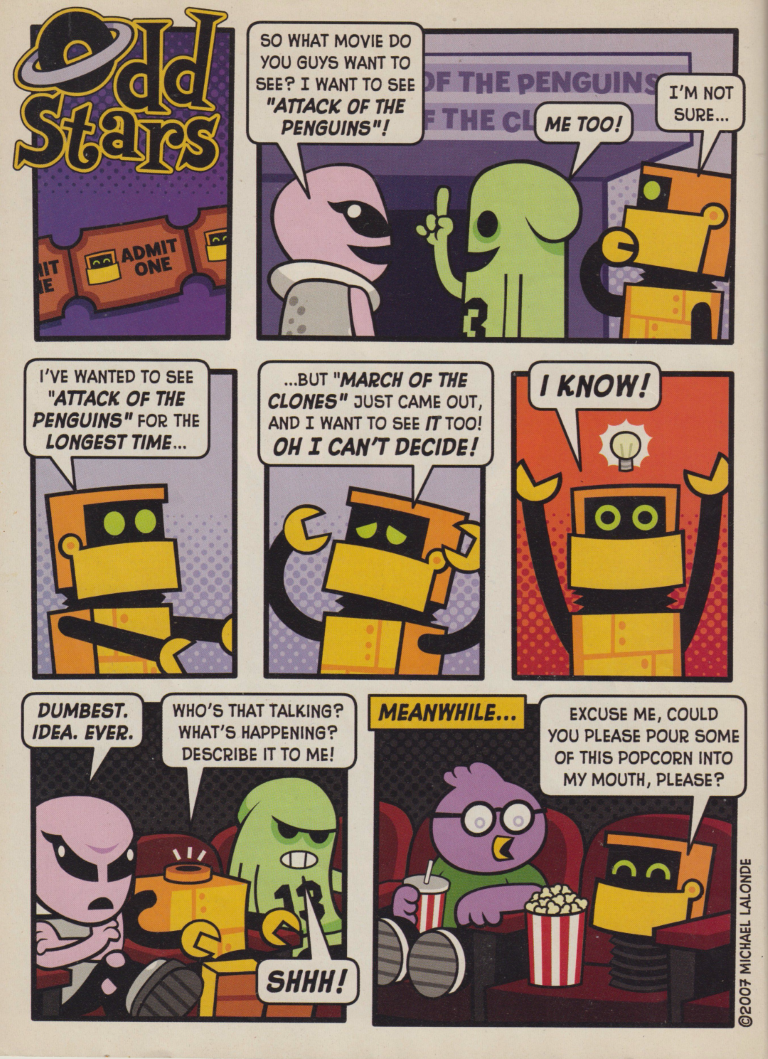 Odd
Stars
ADMIT
ONE
SO WHAT MOVIE DO
YOU GUYS WANT TO
SEE? I WANT TO SEE
"ATTACK OF THE
PENGUINS"!
OF THE PENGUINS
F THE CL
ME TOO!
I'M NOT
SURE...
3
I'VE WANTED TO SEE
"ATTACK OF THE
PENGUINS" FOR THE
LONGEST TIME...
...BUT "MARCH OF THE
CLONES" JUST CAME OUT,
AND I WANT TO SEE IT TOO!
OH I CAN'T DECIDE!
I KNOW!
DUMBEST.
IDEA. EVER.
WHO'S THAT TALKING?
WHAT'S HAPPENING?
DESCRIBE IT TO ME!
13
SHHH!
MEANWHILE...
EXCUSE ME, COULD
YOU PLEASE POUR SOME
OF THIS POPCORN INTO
MY MOUTH, PLEASE?
©2007 MICHAEL LALONDE